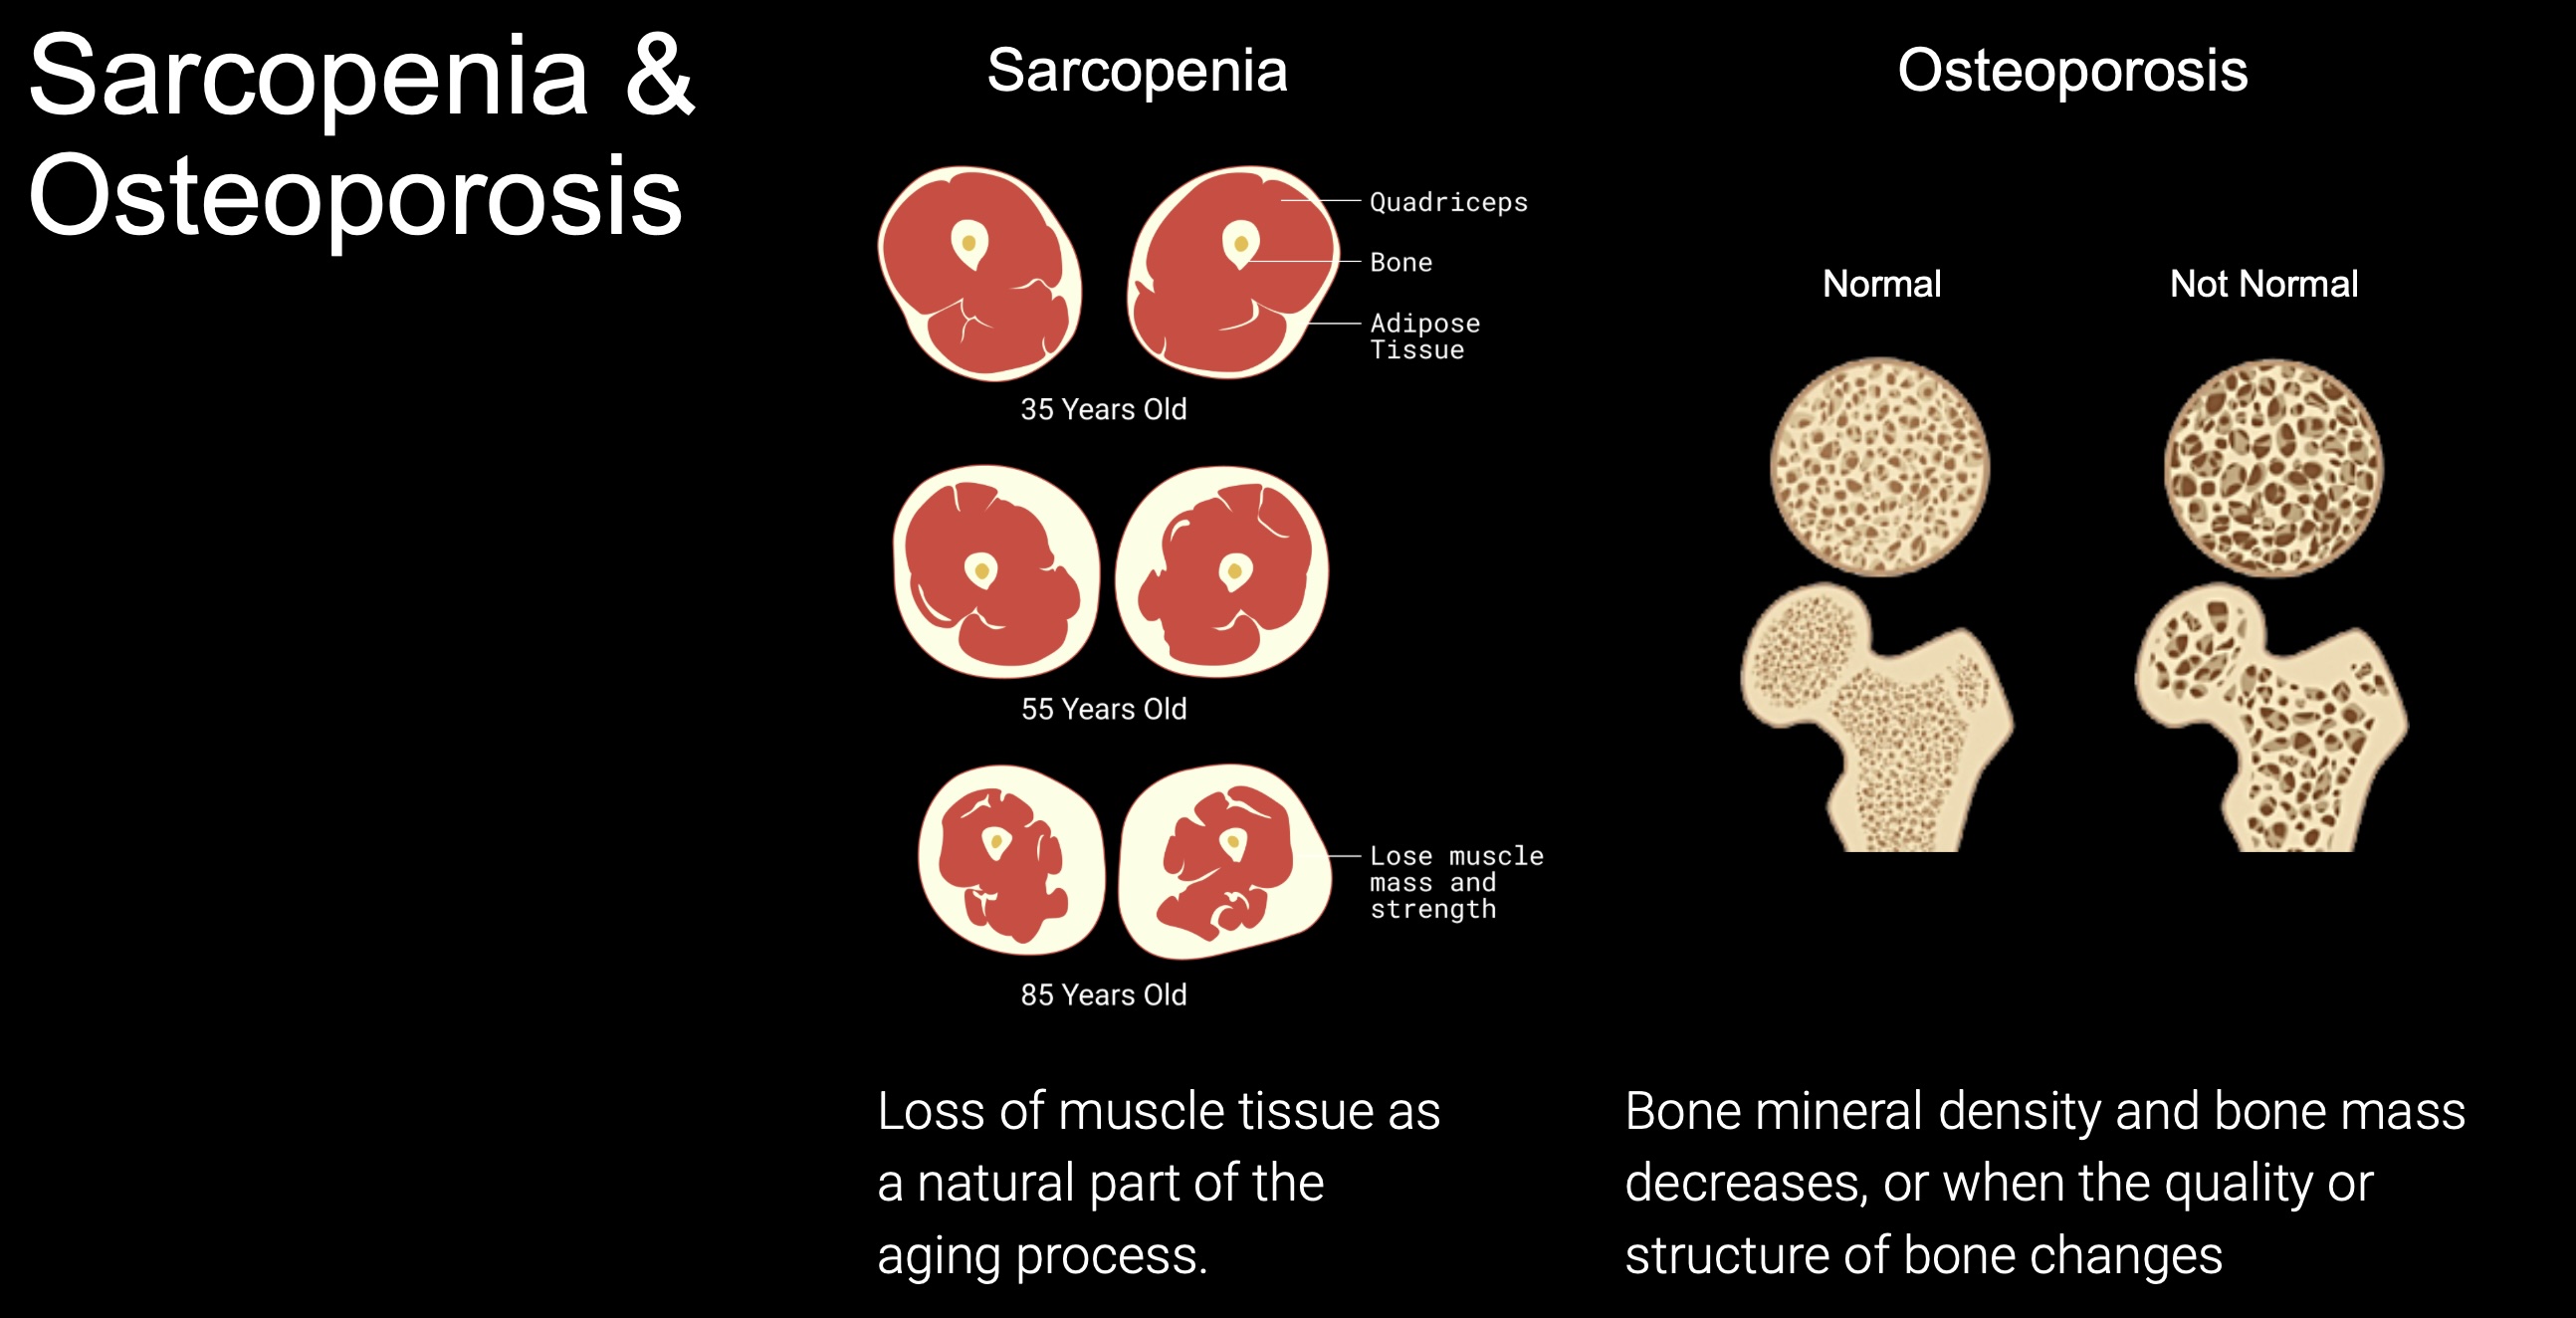 Sarcopenia &
Osteoporosis
Sarcopenia
Quadriceps
Bone
Adipose
Tissue
35 Years Old
55 Years Old
Lose muscle
mass and
strength
85 Years Old
Loss of muscle tissue as
a natural part of the
aging process.
Osteoporosis
Normal
Not Normal
Bone mineral density and bone mass
decreases, or when the quality or
structure of bone changes